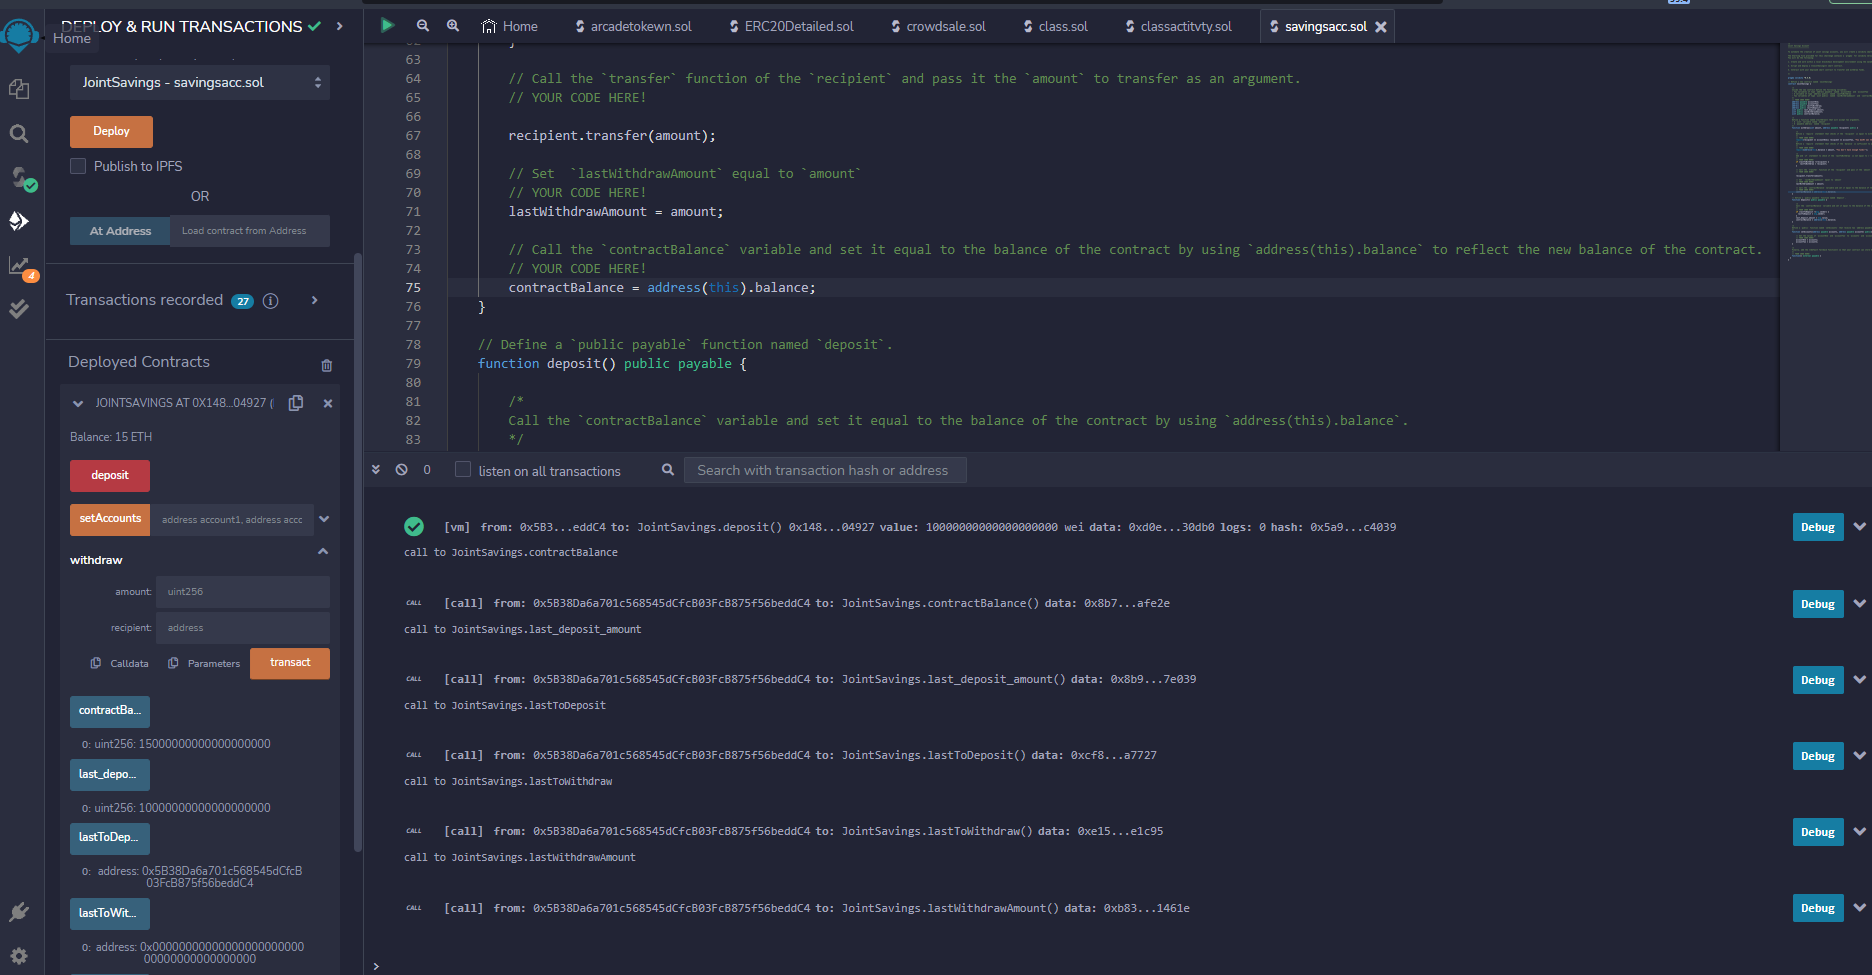 DEPLOY & RUN TRANSACTIONS
Home
JointSavings - savingsacc.sol
Deploy
Publish to IPFS
OR
At Address
Load contract from Address
4
Transactions recorded 27
Deployed Contracts
JOINTSAVINGS AT 0X148...04927 (
Balance: 15 ETH
deposit
setAccounts
address account1, address accc
withdraw
amount:
uint256
recipient:
address
Calldata
Parameters
transact
contractBa...
0: uint256: 15000000000000000000
last_depo...
0: uint256: 10000000000000000000
lastToDep...
0: address: 0x5B38Da6a701c568545dCfcB
03FcB875f56beddC4
lastToWit...
0: address: 0x00000000000000000000000
00000000000000000
Home
arcadetokewn.sol
ERC20Detailed.sol
crowdsale.sol
class.sol
classactitvty.sol
savingsacc.sol
62 }
63
64 // Call the `transfer` function of the `recipient` and pass it the `amount` to transfer as an argument.
65 // YOUR CODE HERE!
66
67 recipient.transfer(amount);
68
69 // Set  `lastWithdrawAmount` equal to `amount`
70 // YOUR CODE HERE!
71 lastWithdrawAmount = amount;
72
73 // Call the `contractBalance` variable and set it equal to the balance of the contract by using `address(this).balance` to reflect the new balance of the contract.
74 // YOUR CODE HERE!
75 contractBalance = address(this).balance;
76 }
77
78 // Define a `public payable` function named `deposit`.
79 function deposit() public payable {
80
81 /*
82 Call the `contractBalance` variable and set it equal to the balance of the contract by using `address(this).balance`.
83 */
0
listen on all transactions
Search with transaction hash or address
[vm] from: 0x5B3...eddC4 to: JointSavings.deposit() 0x148...04927 value: 10000000000000000000 wei data: 0xd0e...30db0 logs: 0 hash: 0x5a9...c4039
Debug
call to JointSavings.contractBalance
CALL [call] from: 0x5B38Da6a701c568545dCfcB03FcB875f56beddC4 to: JointSavings.contractBalance() data: 0x8b7...afe2e
Debug
call to JointSavings.last_deposit_amount
CALL [call] from: 0x5B38Da6a701c568545dCfcB03FcB875f56beddC4 to: JointSavings.last_deposit_amount() data: 0x8b9...7e039
Debug
call to JointSavings.lastToDeposit
CALL [call] from: 0x5B38Da6a701c568545dCfcB03FcB875f56beddC4 to: JointSavings.lastToDeposit() data: 0xcf8...a7727
Debug
call to JointSavings.lastToWithdraw
CALL [call] from: 0x5B38Da6a701c568545dCfcB03FcB875f56beddC4 to: JointSavings.lastToWithdraw() data: 0xe15...e1c95
Debug
call to JointSavings.lastWithdrawAmount
CALL [call] from: 0x5B38Da6a701c568545dCfcB03FcB875f56beddC4 to: JointSavings.lastWithdrawAmount() data: 0xb83...1461e
Debug
>